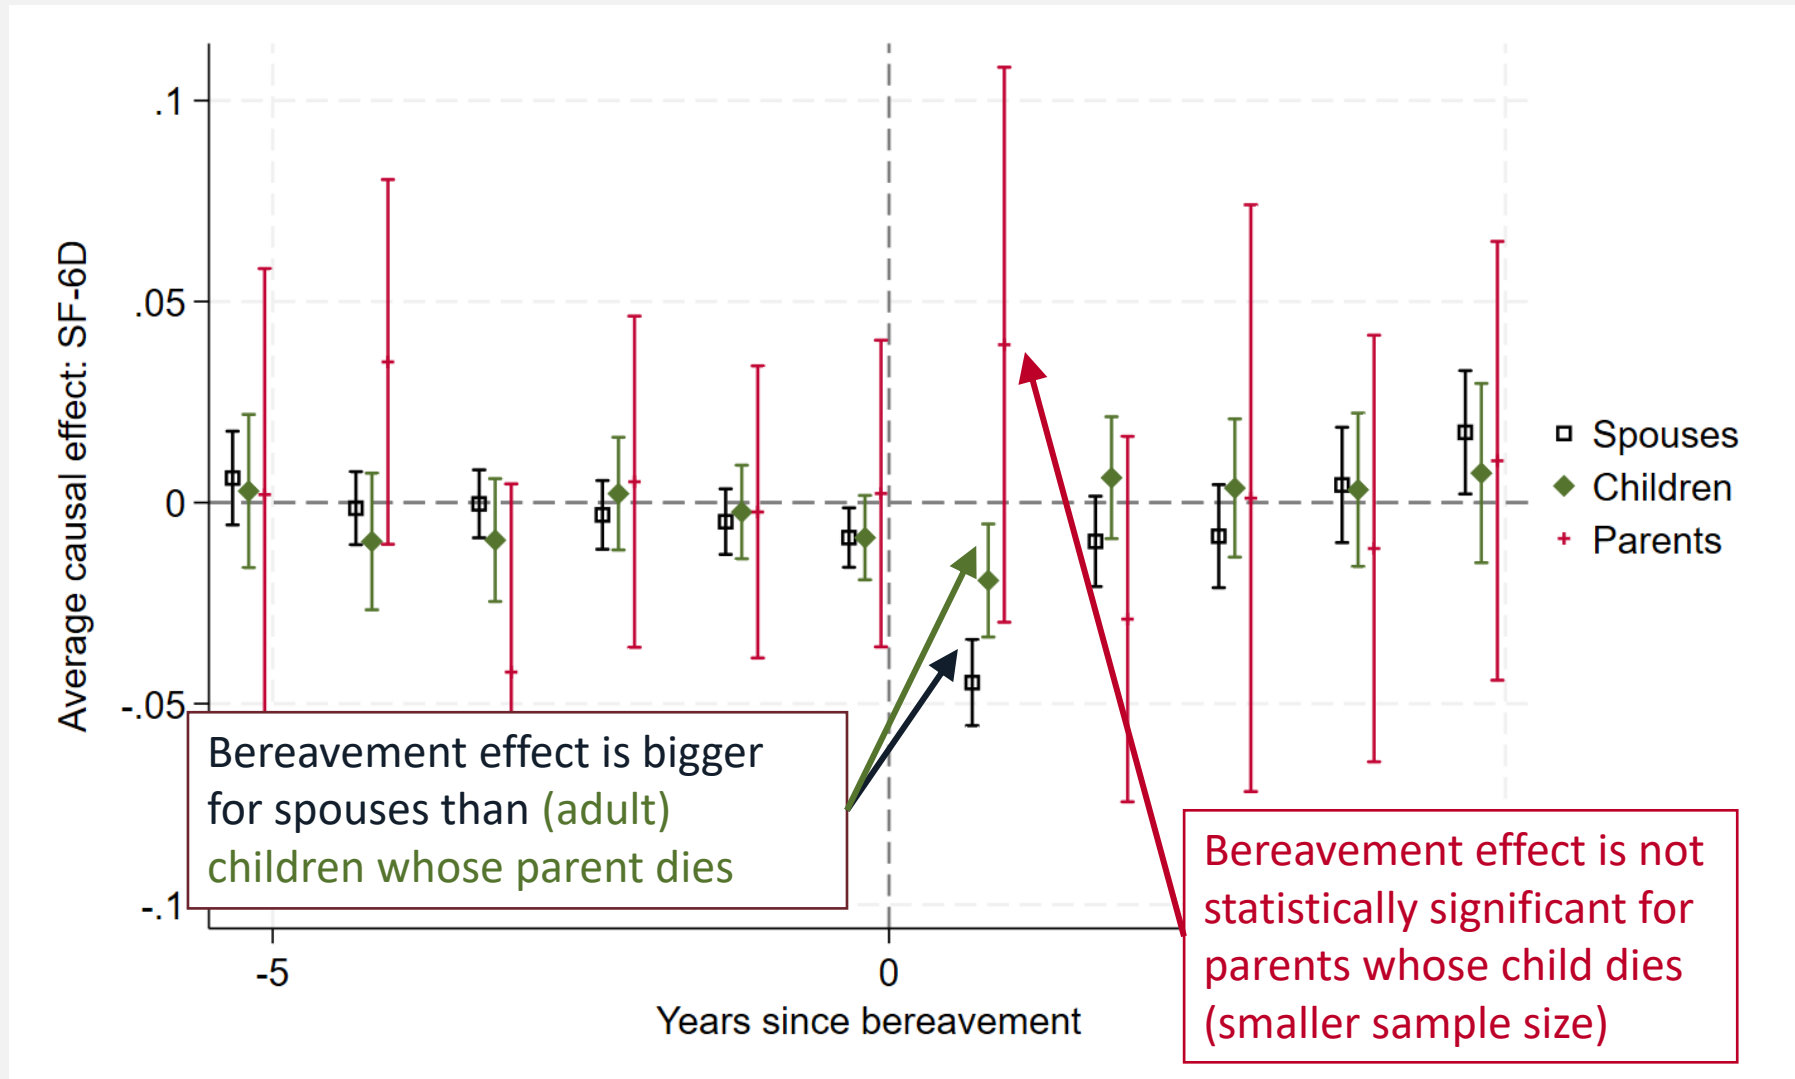 .1
.05
0
-.05
-.1
Average causal effect: SF-6D
-5
0
Years since bereavement
Spouses
Children
Parents
Bereavement effect is bigger
for spouses than (adult)
children whose parent dies
Bereavement effect is not
statistically significant for
parents whose child dies
(smaller sample size)